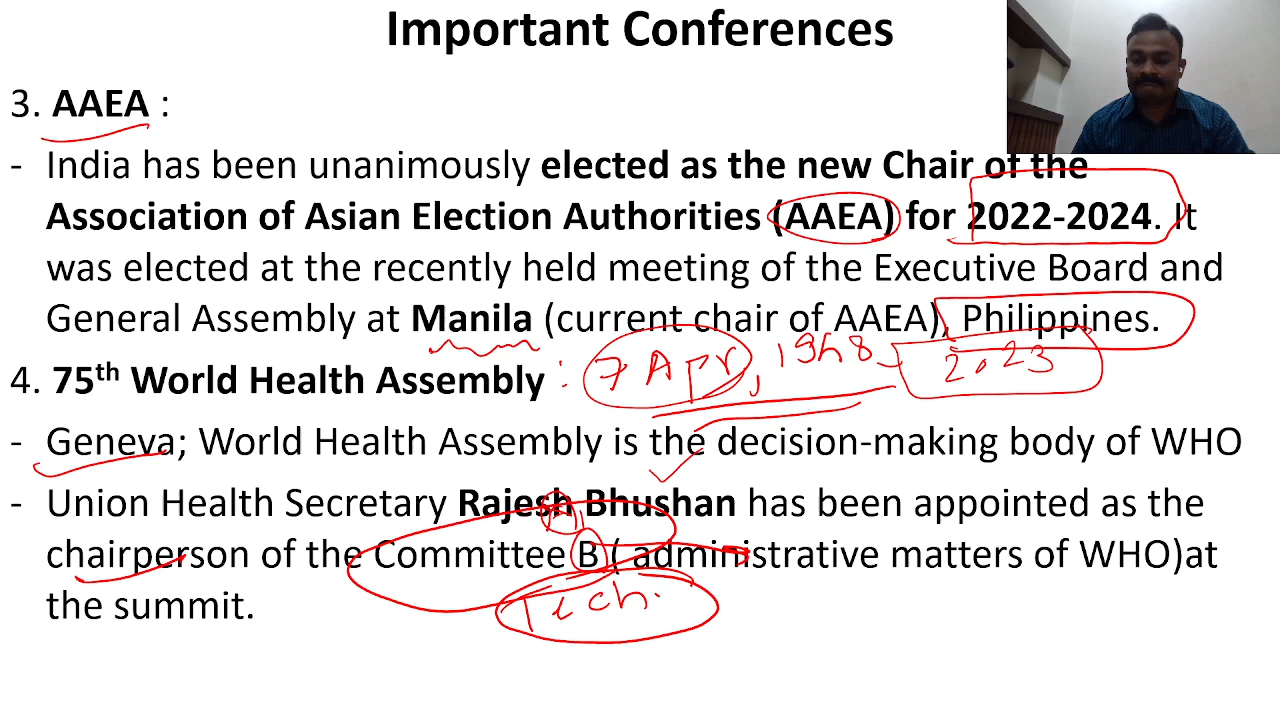 Important Conferences
3. AAEA :
- India has been unanimously elected as the new Chair of the
Association of Asian Election Authorities (AAEA) for 2022-2024. It
was elected at the recently held meeting of the Executive Board and
General Assembly at Manila (current chair of AAEA), Philippines.
4. 75th World Health Assembly : 7 Apr, 1948 2023
- Geneva; World Health Assembly is the decision-making body of WHO
- Union Health Secretary Rajesh Bhushan has been appointed as the
A,
chairperson of the Committee B ( administrative matters of WHO)at
the summit. Tech.